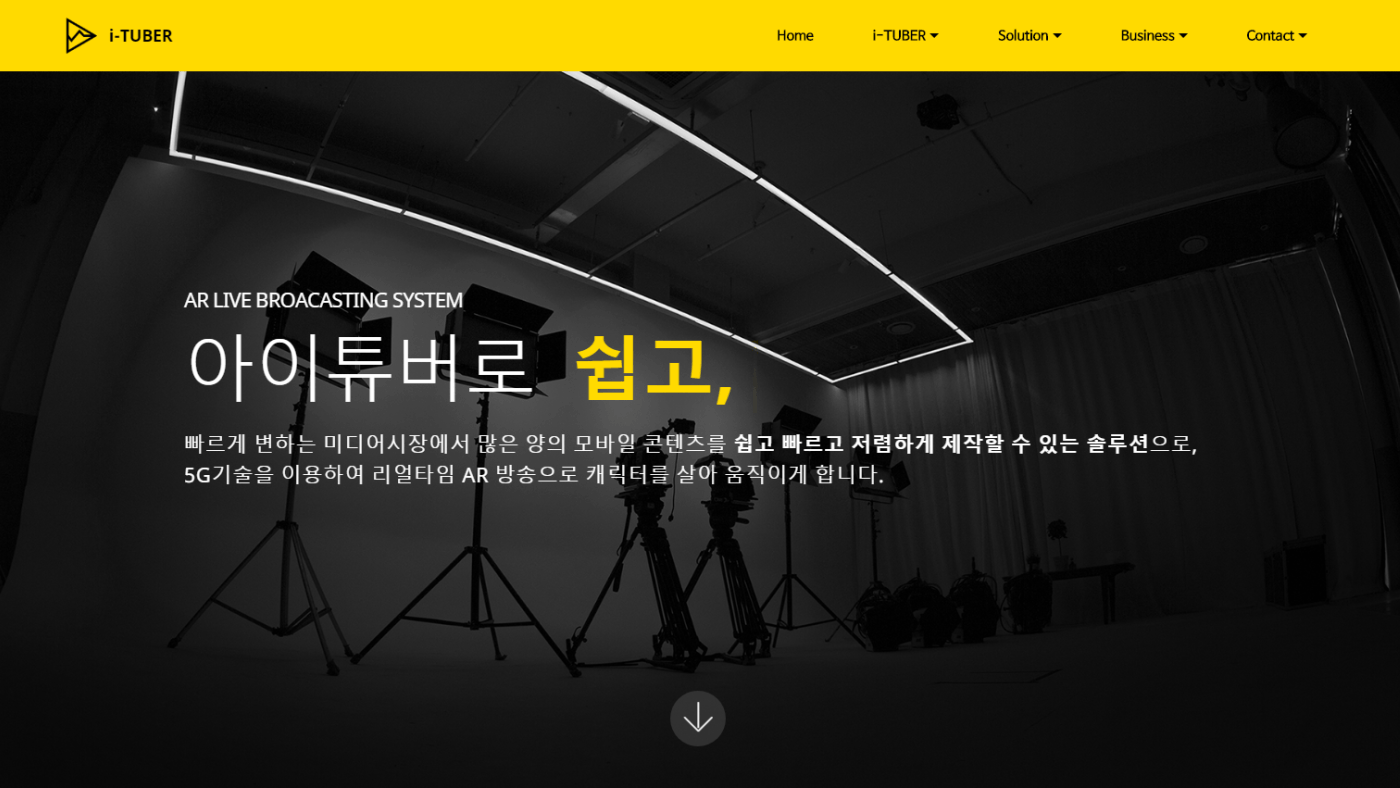 i-TUBER
Home
i-TUBER
Solution
Business
Contact
AR LIVE BROACASTING SYSTEM
아이튜버로 쉽고,
빠르게 변하는 미디어시장에서 많은 양의 모바일 콘텐츠를 쉽고 빠르고 저렴하게 제작할 수 있는 솔루션으로,
5G기술을 이용하여 리얼타임 AR 방송으로 캐릭터를 살아 움직이게 합니다.